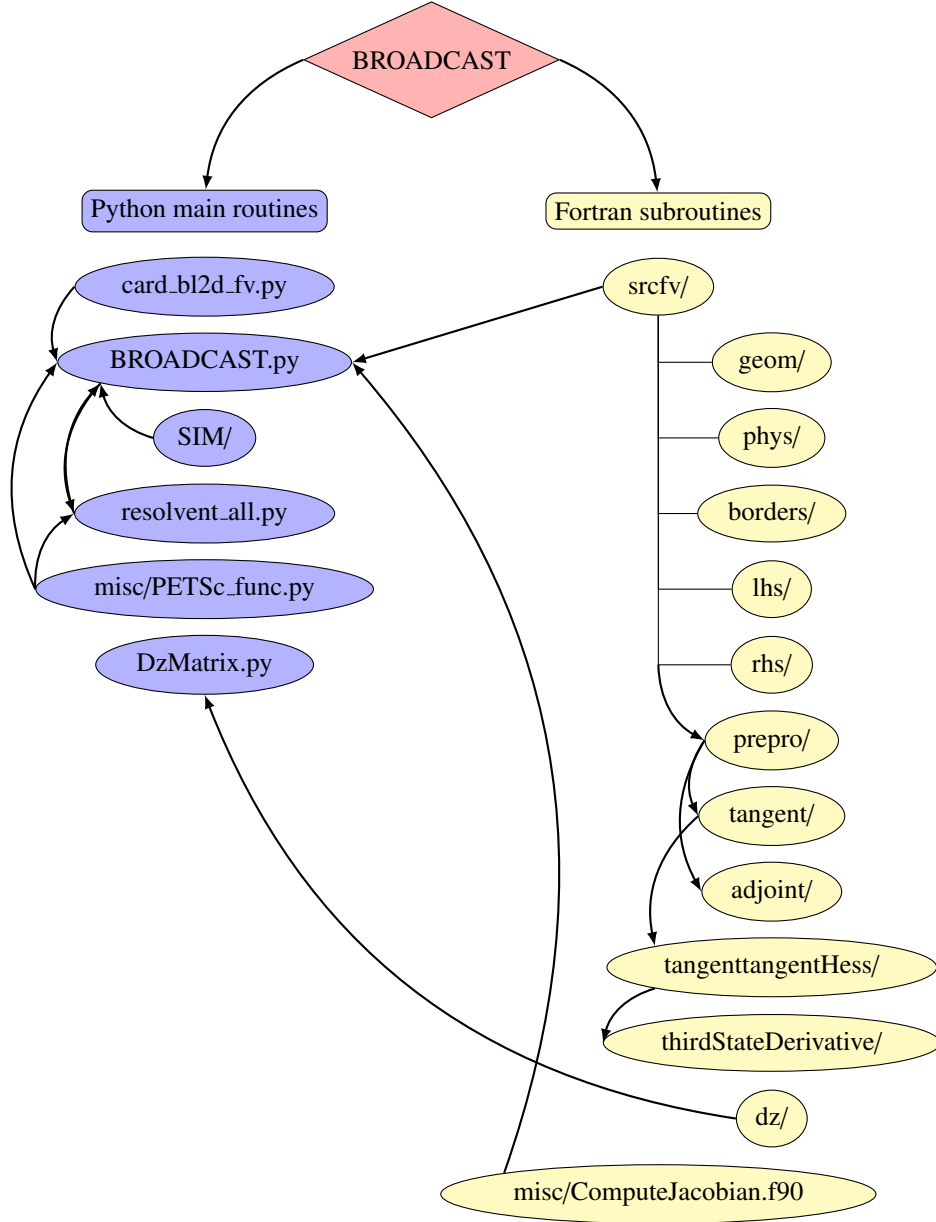 BROADCAST
Python main routines
Fortran subroutines
card_bl2d_fv.py
srcfv/
BROADCAST.py
geom/
SIM/
phys/
resolvent_all.py
borders/
misc/PETSc_func.py
lhs/
DzMatrix.py
rhs/
prepro/
tangent/
adjoint/
tangenttangentHess/
thirdStateDerivative/
dz/
misc/ComputeJacobian.f90